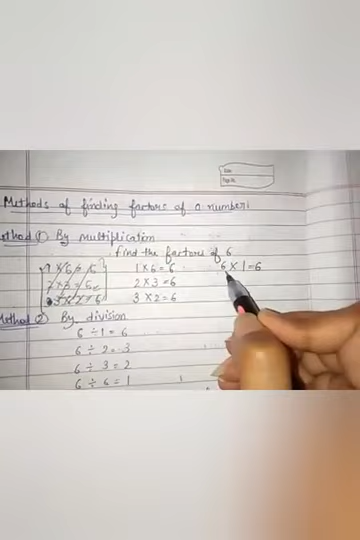 Methods of finding factors of a number:
Method ① By multiplication
find the factors of 6
1 × 6 = 6 6 × 1 = 6
2 × 3 = 6
3 × 2 = 6
Method ② By division
6 ÷ 1 = 6
6 ÷ 2 = 3
6 ÷ 3 = 2
6 ÷ 6 = 1